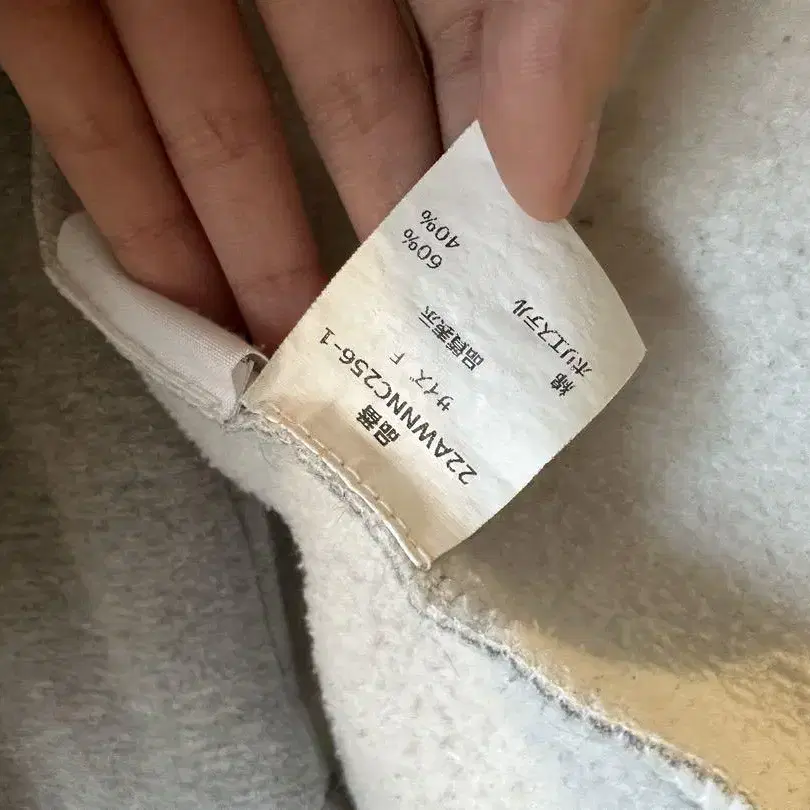 品番
22AWNNC256-1
サイズ F
品質表示
綿 60%
ポリエステル 40%